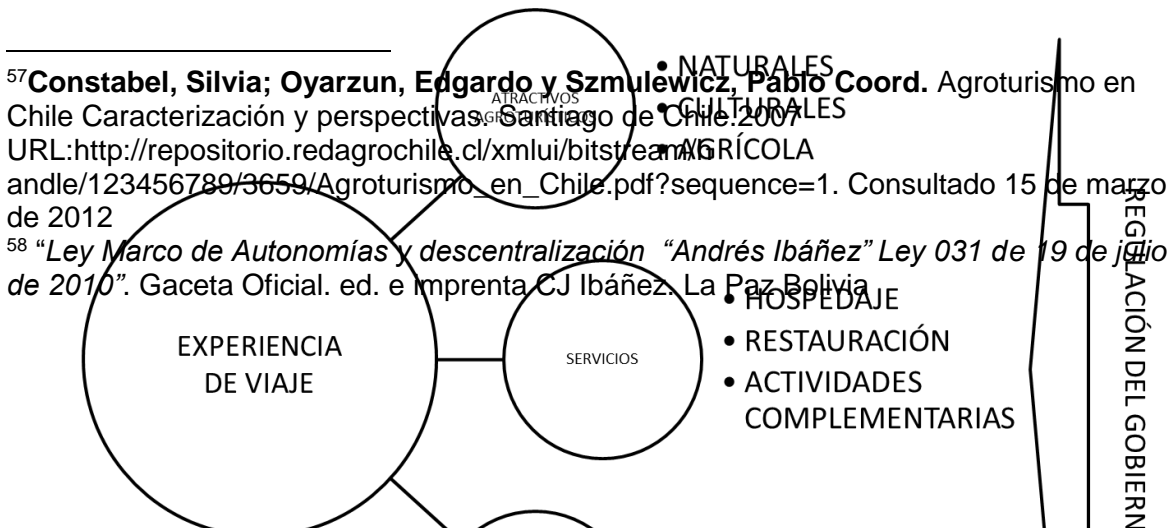 ⁵⁷Constabel, Silvia; Oyarzun, Edgardo y Szmulewicz, Pablo Coord. Agroturismo en
Chile Caracterización y perspectivas. Santiago de Chile.2007
URL:http://repositorio.redagrochile.cl/xmlui/bitstream/h
andle/123456789/3659/Agroturismo_en_Chile.pdf?sequence=1. Consultado 15 de marzo
de 2012
⁵⁸ “Ley Marco de Autonomías y descentralización “Andrés Ibáñez” Ley 031 de 19 de julio
de 2010”. Gaceta Oficial. ed. e imprenta CJ Ibáñez. La Paz Bolivia
EXPERIENCIA
DE VIAJE
ATRACTIVOS
AGROTURÍSTICOS
• NATURALES
• CULTURALES
• AGRÍCOLA
SERVICIOS
• HOSPEDAJE
• RESTAURACIÓN
• ACTIVIDADES
COMPLEMENTARIAS
REGULACIÓN DEL GOBIERN